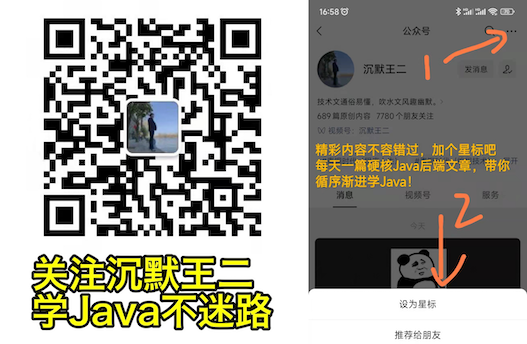 关注沉默王二
学Java不迷路
16:58
公众号
1
沉默王二
发消息
技术文通俗易懂，吹水文风趣幽默。
689 篇原创内容 7780 个朋友关注
视频号：沉默王二
精彩内容不容错过，加个星标吧
每天一篇硬核Java后端文章，带你
循序渐进学Java！
消息 视频号 服务
2
今天
设为星标
推荐给朋友